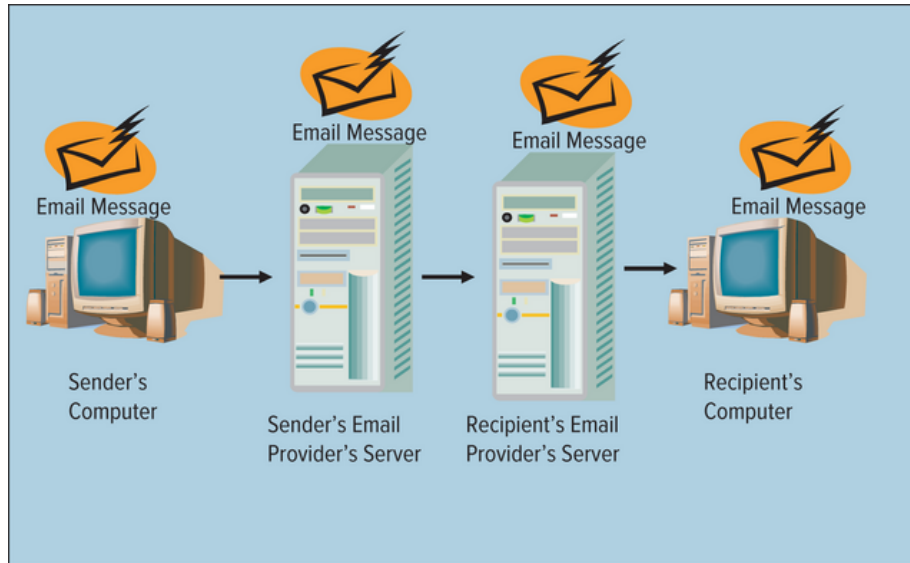 Email Message
Email Message
Email Message
Email Message
Sender's
Computer
Sender's Email
Provider's Server
Recipient's Email
Provider's Server
Recipient's
Computer